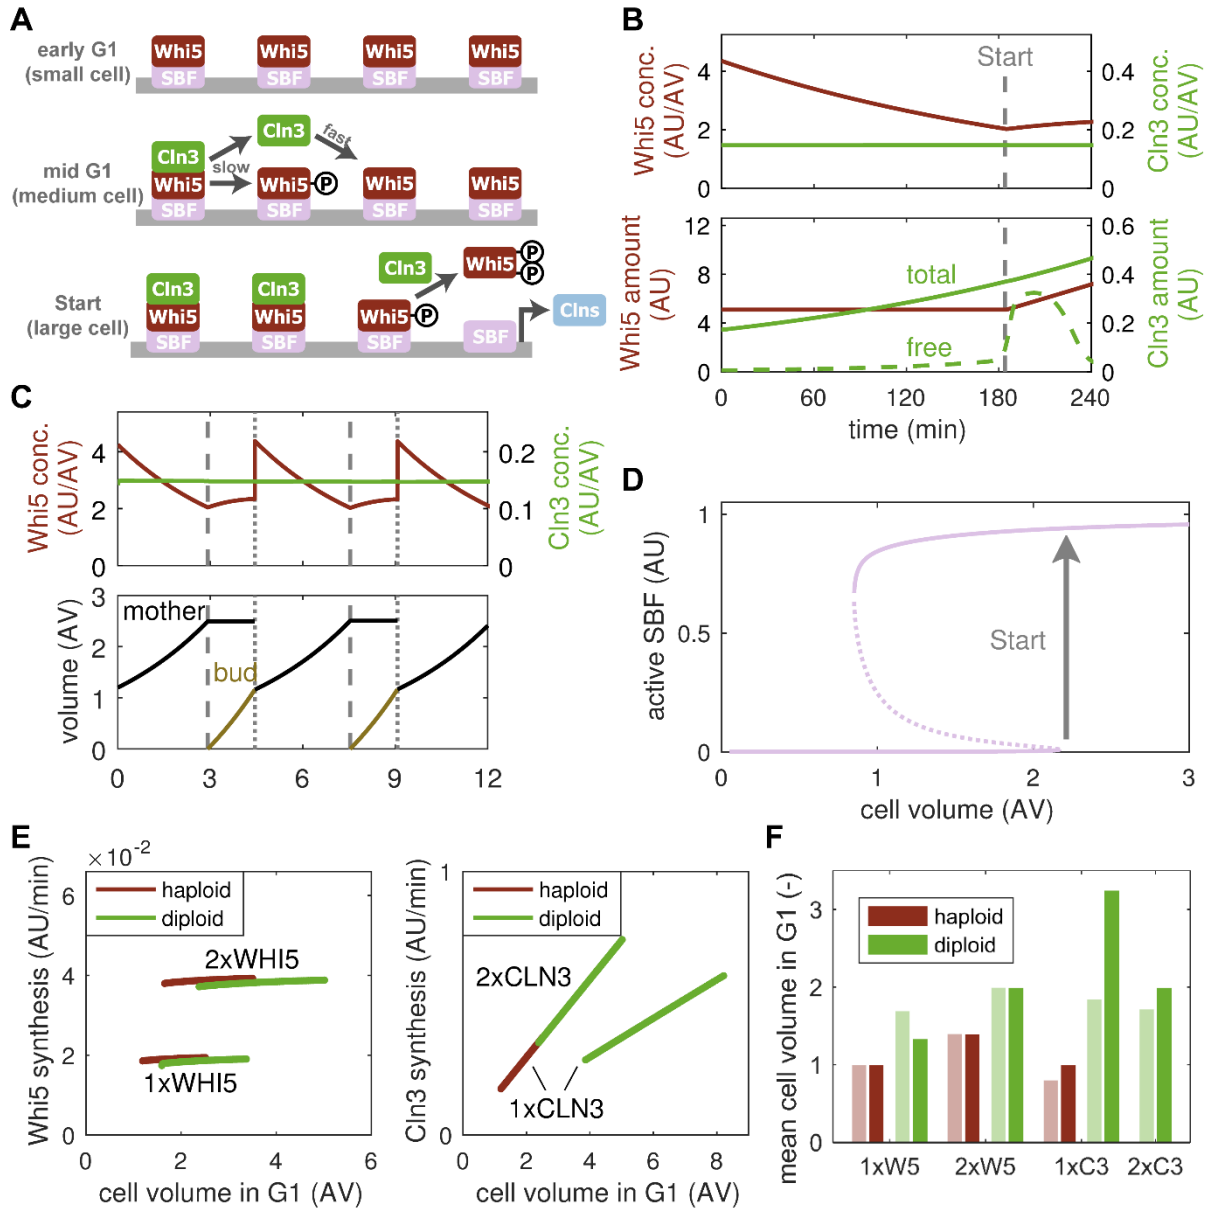 A
early G1
(small cell)
Whi5 Whi5 Whi5 Whi5
SBF SBF SBF SBF
mid G1
(medium cell)
Cln3 Cln3 fast
slow
Whi5 Whi5 P Whi5 Whi5
SBF SBF SBF SBF
Start
(large cell)
Cln3 Cln3 Cln3 Whi5 P P
Whi5 Whi5 Whi5 P Clns
SBF SBF SBF SBF
B
Whi5 conc.
(AU/AV)
4
2
0
Start
0.4
0.2
0
Cln3 conc.
(AU/AV)
Whi5 amount
(AU)
12
8
4
0
total
free
0.6
0.4
0.2
0
Cln3 amount
(AU)
0 60 120 180 240
time (min)
C
Whi5 conc.
(AU/AV)
4
2
0
0.2
0.1
0
Cln3 conc.
(AU/AV)
volume (AV)
3
2
1
0
mother
bud
0 3 6 9 12
D
active SBF (AU)
1
0.5
0
Start
0 1 2 3
cell volume (AV)
E
Whi5 synthesis (AU/min)
× 10-2
6
4
2
0
haploid
diploid
2xWHI5
1xWHI5
0 2 4 6
cell volume in G1 (AV)
Cln3 synthesis (AU/min)
1
0
haploid
diploid
2xCLN3
1xCLN3
0 2 4 6 8
cell volume in G1 (AV)
F
mean cell volume in G1 (-)
3
2
1
0
haploid
diploid
1xW5 2xW5 1xC3 2xC3